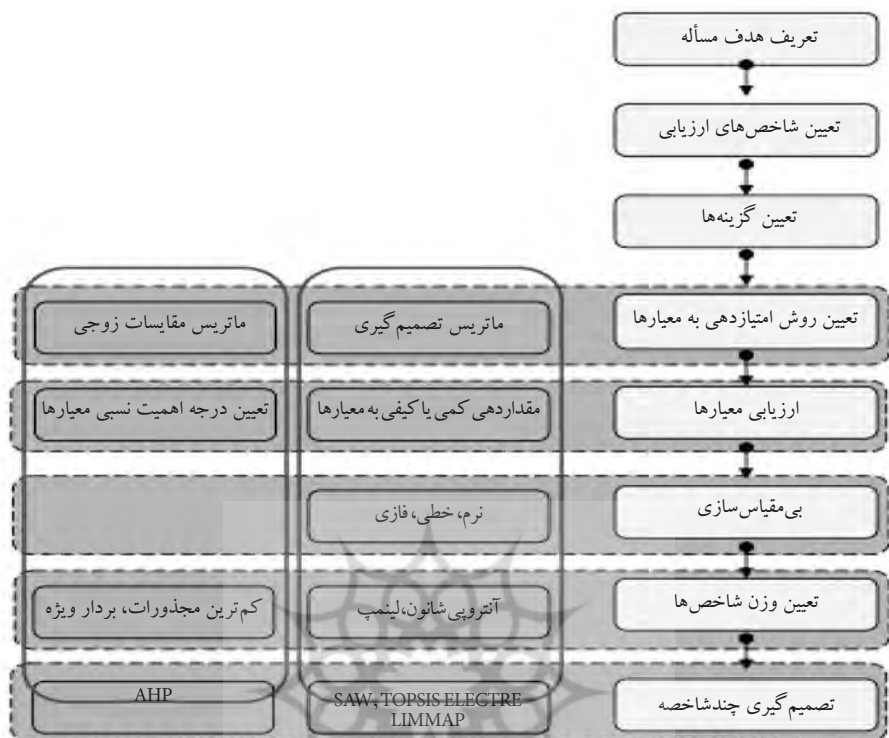 تعریف هدف مسأله
تعیین شاخص‌های ارزیابی
تعیین گزینه‌ها
تعیین روش امتیازدهی به معیارها
ماتریس تصمیم‌گیری
ماتریس مقایسات زوجی
ارزیابی معیارها
مقداردهی کمی یا کیفی به معیارها
تعیین درجه اهمیت نسبی معیارها
بی‌مقیاس‌سازی
نرم، خطی، فازی
تعیین وزن شاخص‌ها
آنتروپی شانون، لینمپ
کم‌ترین مجذورات، بردار ویژه
تصمیم‌گیری چندشاخصه
SAW, TOPSIS ELECTRE
LIMMAP
AHP